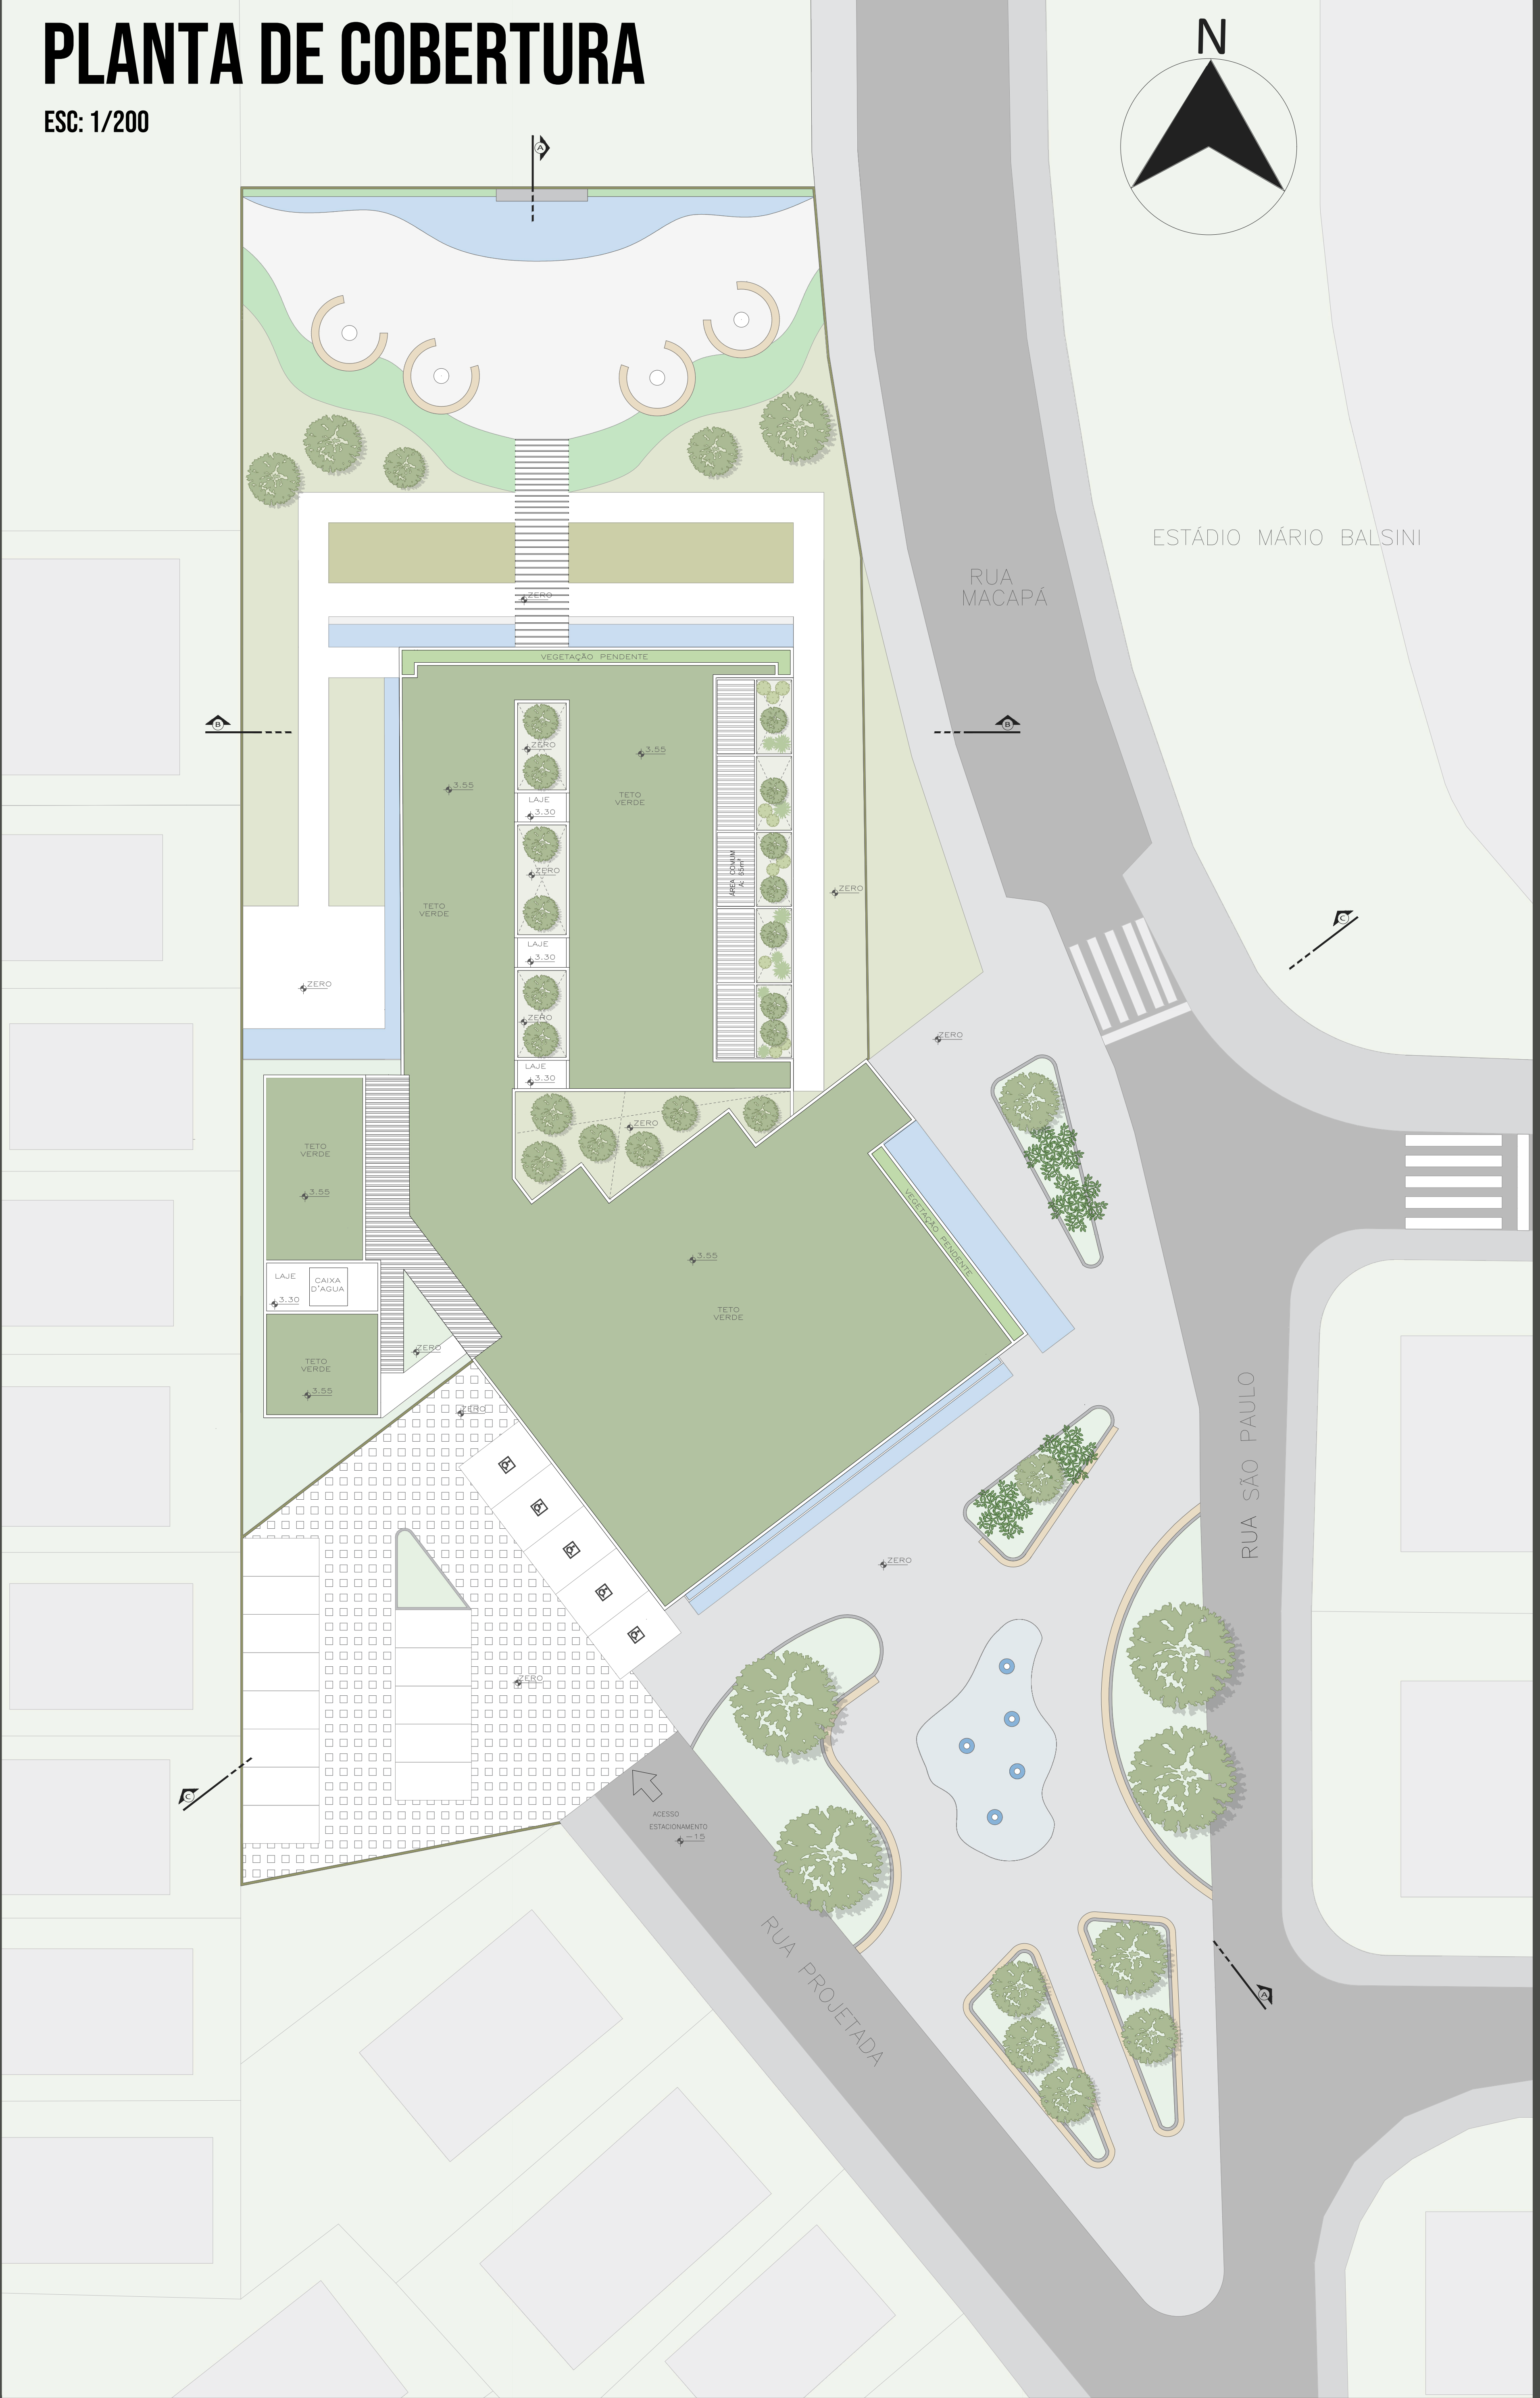 PLANTA DE COBERTURA
ESC: 1/200
N
A
ESTÁDIO MÁRIO BALSINI
RUA
MACAPÁ
ZERO
VEGETAÇÃO PENDENTE
B
B
ZERO
3.55
3.55
TETO
VERDE
LAJE
3.30
ÁREA COMUM
ZERO
ZERO
TETO
VERDE
C
LAJE
3.30
ZERO
ZERO
ZERO
LAJE
3.30
ZERO
TETO
VERDE
3.55
VEGETAÇÃO PENDENTE
3.55
LAJE
CAIXA
D'AGUA
3.30
TETO
VERDE
ZERO
TETO
VERDE
3.55
ZERO
RUA SÃO PAULO
ZERO
ZERO
C
ACESSO
ESTACIONAMENTO
-15
RUA PROJETADA
A